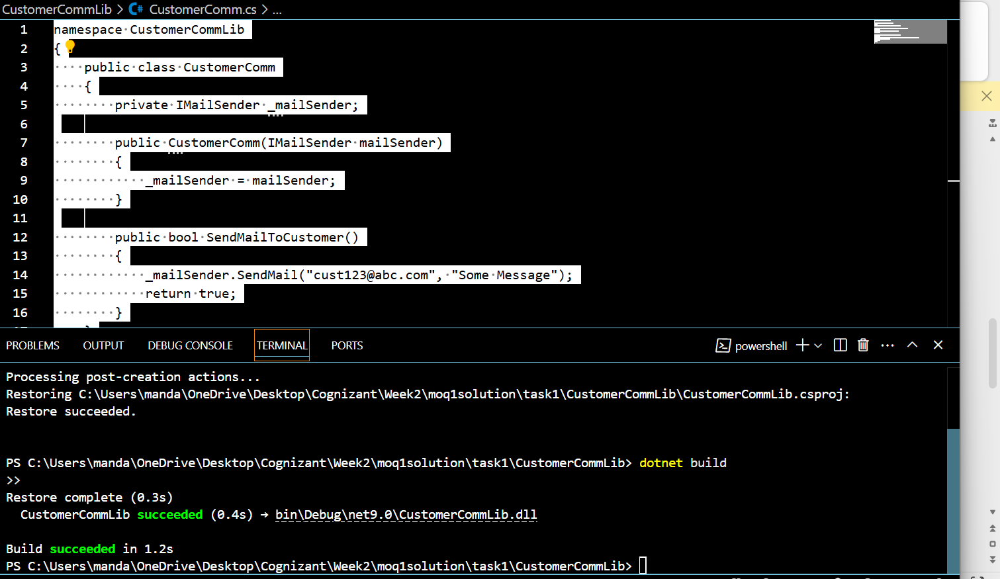 CustomerCommLib > C# CustomerComm.cs > ...
1 namespace CustomerCommLib
2 {
3     public class CustomerComm
4     {
5         private IMailSender _mailSender;
6
7         public CustomerComm(IMailSender mailSender)
8         {
9             _mailSender = mailSender;
10         }
11
12         public bool SendMailToCustomer()
13         {
14             _mailSender.SendMail("cust123@abc.com", "Some Message");
15             return true;
16         }
PROBLEMS OUTPUT DEBUG CONSOLE TERMINAL PORTS powershell
Processing post-creation actions...
Restoring C:\Users\manda\OneDrive\Desktop\Cognizant\Week2\moq1solution\task1\CustomerCommLib\CustomerCommLib.csproj:
Restore succeeded.
PS C:\Users\manda\OneDrive\Desktop\Cognizant\Week2\moq1solution\task1\CustomerCommLib> dotnet build
>>
Restore complete (0.3s)
  CustomerCommLib succeeded (0.4s) → bin\Debug\net9.0\CustomerCommLib.dll
Build succeeded in 1.2s
PS C:\Users\manda\OneDrive\Desktop\Cognizant\Week2\moq1solution\task1\CustomerCommLib>